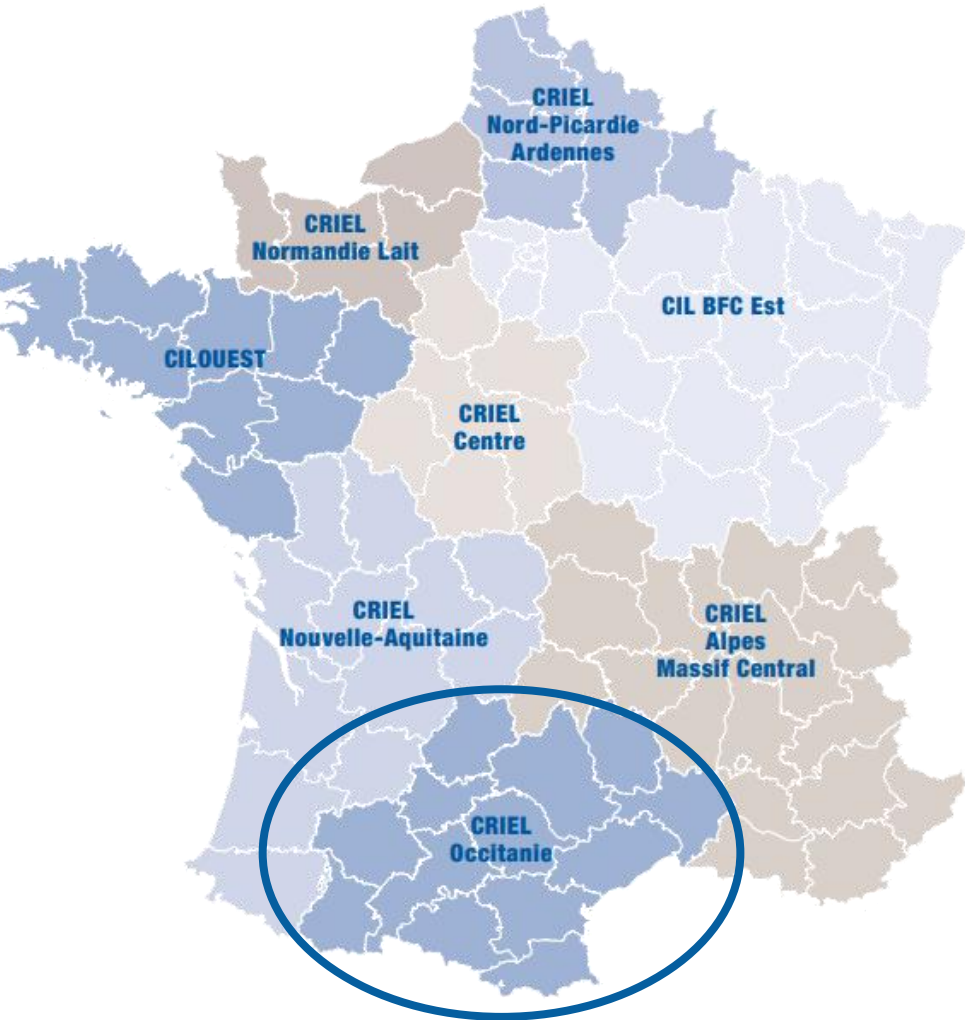 CRIEL
Nord-Picardie
Ardennes
CRIEL
Normandie Lait
CIL BFC Est
CILOUEST
CRIEL
Centre
CRIEL
Nouvelle-Aquitaine
CRIEL
Alpes
Massif Central
CRIEL
Occitanie